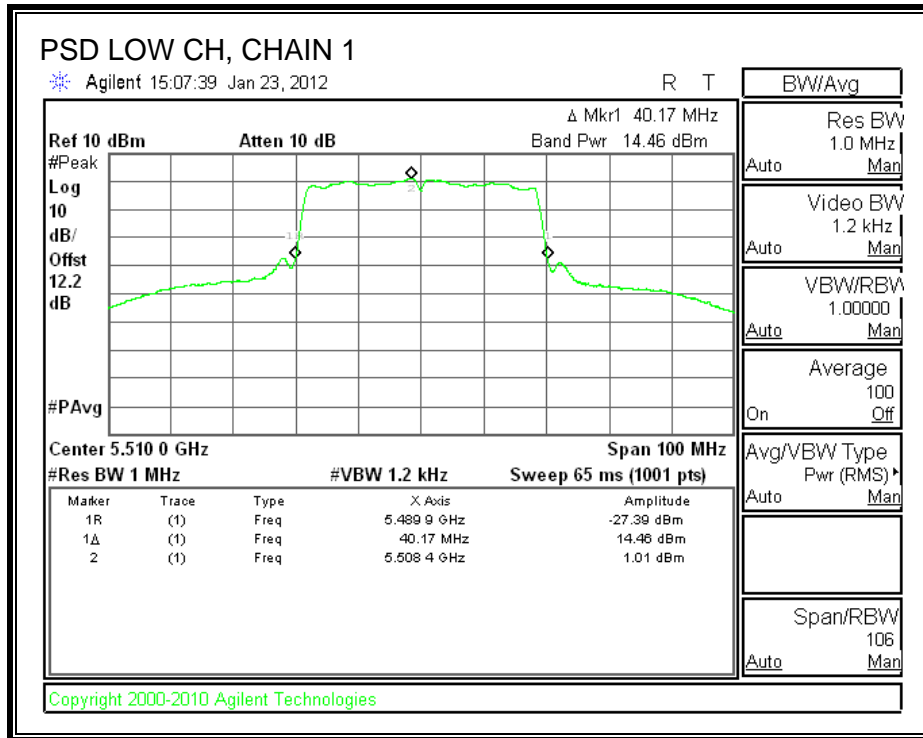 PSD LOW CH, CHAIN 1
Agilent 15:07:39 Jan 23, 2012 R T
Δ Mkr1 40.17 MHz
Ref 10 dBm Atten 10 dB Band Pwr 14.46 dBm
#Peak
Log
10
dB/
Offst
12.2
dB
#PAvg
1R
2
1
Center 5.510 0 GHz Span 100 MHz
#Res BW 1 MHz #VBW 1.2 kHz Sweep 65 ms (1001 pts)
Marker Trace Type X Axis Amplitude
1R (1) Freq 5.489 9 GHz -27.39 dBm
1Δ (1) Freq 40.17 MHz 14.46 dBm
2 (1) Freq 5.508 4 GHz 1.01 dBm
BW/Avg
Res BW
1.0 MHz
Auto Man
Video BW
1.2 kHz
Auto Man
VBW/RBW
1.00000
Auto Man
Average
100
On Off
Avg/VBW Type
Pwr (RMS)
Auto Man
Span/RBW
106
Auto Man
Copyright 2000-2010 Agilent Technologies